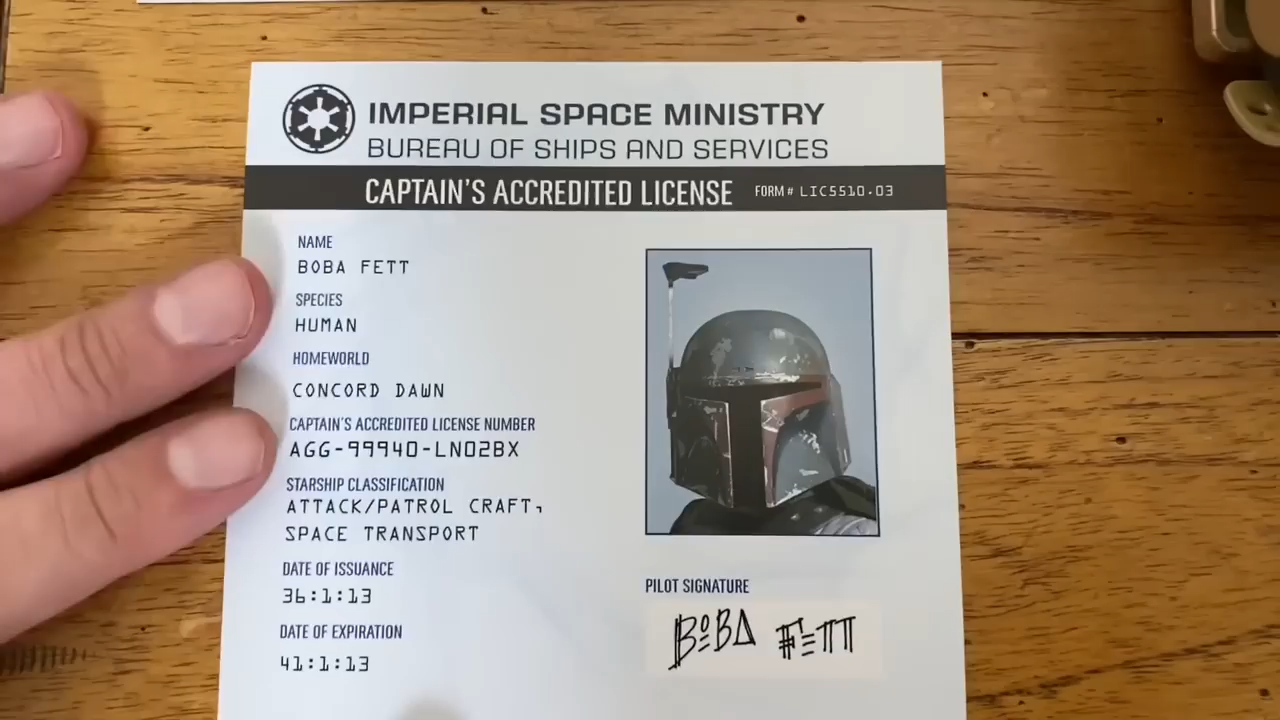 IMPERIAL SPACE MINISTRY
BUREAU OF SHIPS AND SERVICES
CAPTAIN'S ACCREDITED LICENSE FORM# LIC5510.03
NAME
BOBA FETT
SPECIES
HUMAN
HOMEWORLD
CONCORD DAWN
CAPTAIN'S ACCREDITED LICENSE NUMBER
AGG-99940-LN02BX
STARSHIP CLASSIFICATION
ATTACK/PATROL CRAFT,
SPACE TRANSPORT
DATE OF ISSUANCE
36:1:13
DATE OF EXPIRATION
41:1:13
PILOT SIGNATURE
BOBA FETT